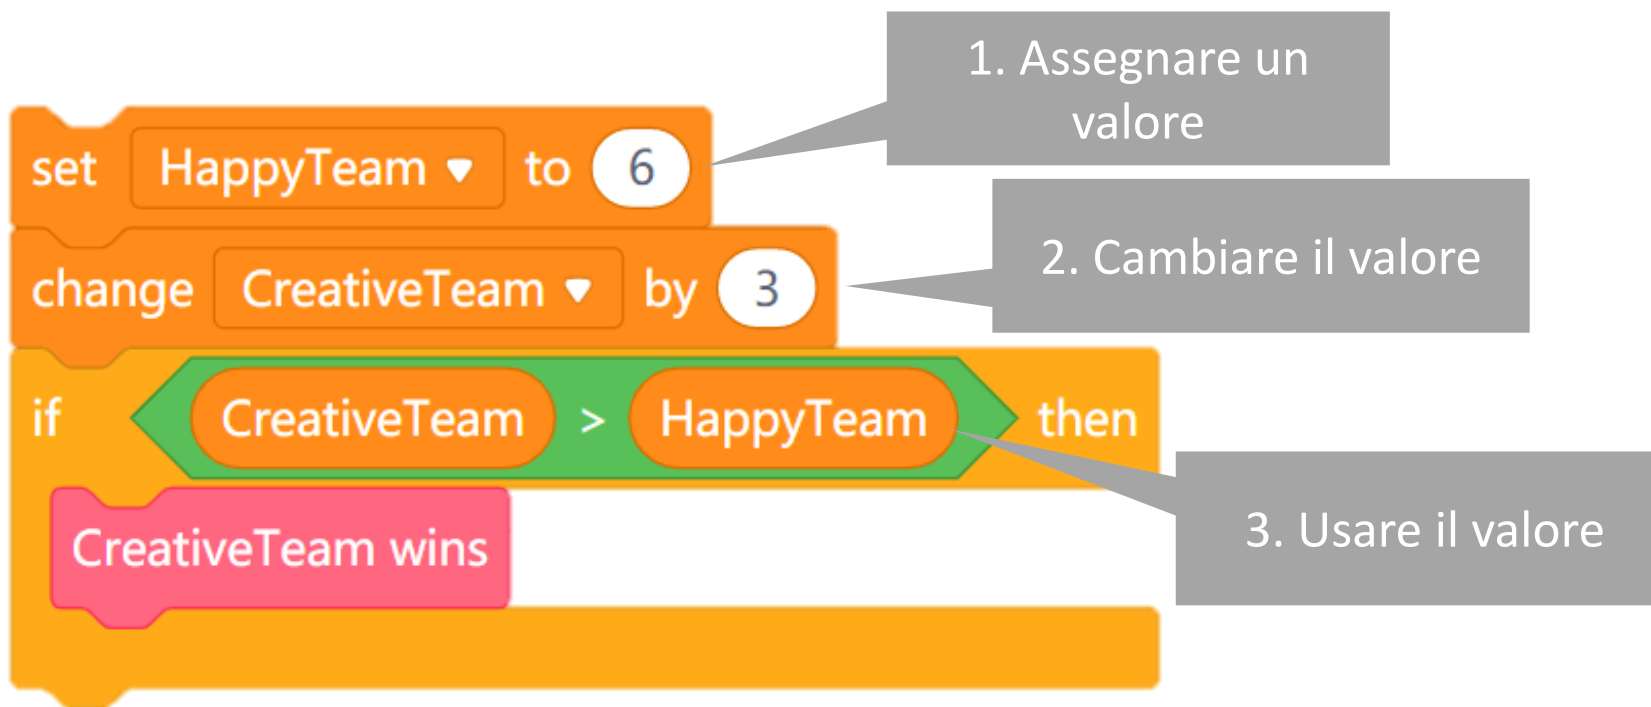 1. Assegnare un
valore
set HappyTeam to 6
2. Cambiare il valore
change CreativeTeam by 3
if CreativeTeam > HappyTeam then
3. Usare il valore
CreativeTeam wins